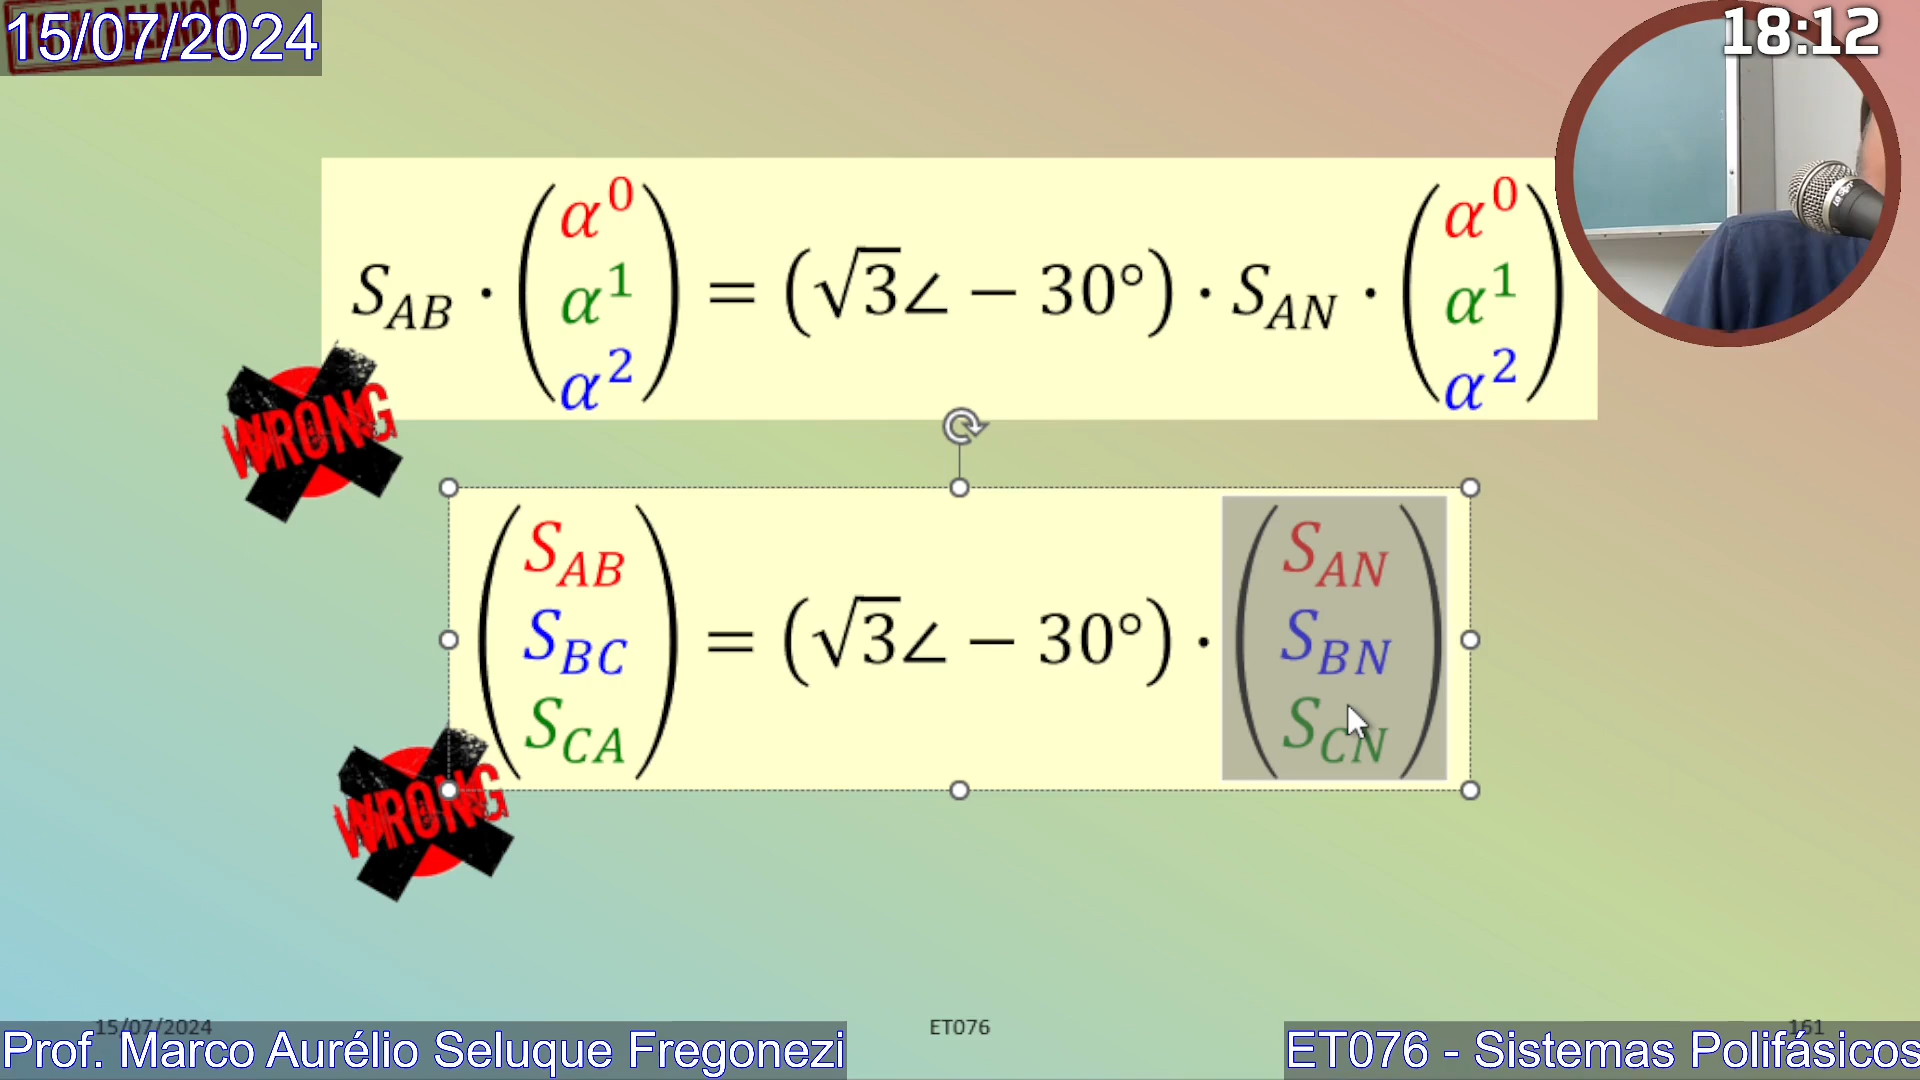 15/07/2024
18:12
S_AB · (α^0 α^1 α^2) = (√3∠ − 30°) · S_AN · (α^0 α^1 α^2)
WRONG
(S_AB S_BC S_CA) = (√3∠ − 30°) · (S_AN S_BN S_CN)
WRONG
15/07/2024
ET076
161
Prof. Marco Aurélio Seluque Fregonezi
ET076 - Sistemas Polifásicos